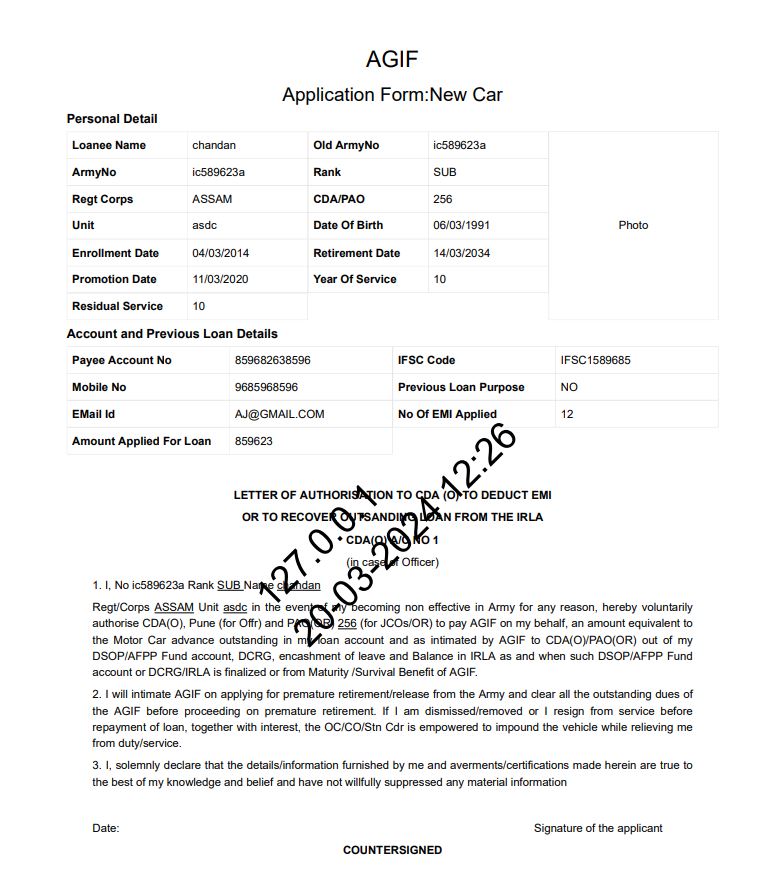 AGIF
Application Form:New Car
Personal Detail
Loanee Name chandan Old ArmyNo ic589623a
ArmyNo ic589623a Rank SUB
Regt Corps ASSAM CDA/PAO 256
Photo
Unit asdc Date Of Birth 06/03/1991
Enrollment Date 04/03/2014 Retirement Date 14/03/2034
Promotion Date 11/03/2020 Year Of Service 10
Residual Service 10
Account and Previous Loan Details
Payee Account No 859682638596 IFSC Code IFSC1589685
Mobile No 9685968596 Previous Loan Purpose NO
EMail Id AJ@GMAIL.COM No Of EMI Applied 12
Amount Applied For Loan 859623
LETTER OF AUTHORISATION TO CDA (O) TO DEDUCT EMI
OR TO RECOVER OUTSANDING LOAN FROM THE IRLA
CDA(O) A/C NO 1
(in case of Officer)
127.0.0.1
20-03-2024 12:26
1. I, No ic589623a Rank SUB Name chandan
Regt/Corps ASSAM Unit asdc in the event of my becoming non effective in Army for any reason, hereby voluntarily
authorise CDA(O), Pune (for Offr) and PAO(OR) 256 (for JCOs/OR) to pay AGIF on my behalf, an amount equivalent to
the Motor Car advance outstanding in my loan account and as intimated by AGIF to CDA(O)/PAO(OR) out of my
DSOP/AFPP Fund account, DCRG, encashment of leave and Balance in IRLA as and when such DSOP/AFPP Fund
account or DCRG/IRLA is finalized or from Maturity /Survival Benefit of AGIF.
2. I will intimate AGIF on applying for premature retirement/release from the Army and clear all the outstanding dues of
the AGIF before proceeding on premature retirement. If I am dismissed/removed or I resign from service before
repayment of loan, together with interest, the OC/CO/Stn Cdr is empowered to impound the vehicle while relieving me
from duty/service.
3. I, solemnly declare that the details/information furnished by me and averments/certifications made herein are true to
the best of my knowledge and belief and have not willfully suppressed any material information
Date: Signature of the applicant
COUNTERSIGNED